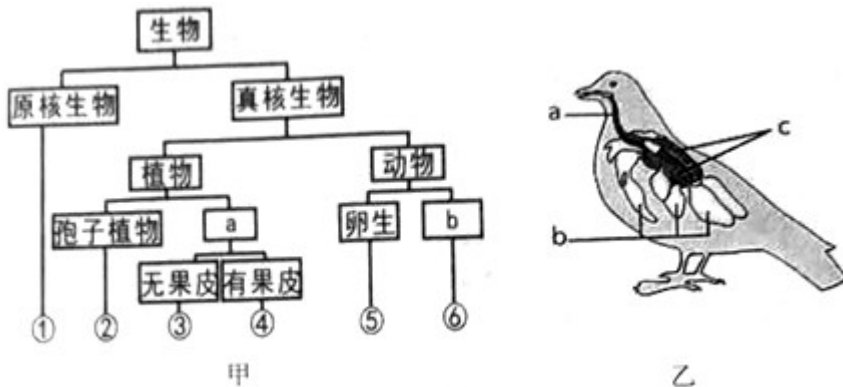 生物
原核生物
真核生物
植物
动物
孢子植物
a
卵生
b
无果皮
有果皮
①
②
③
④
⑤
⑥
甲
a
c
b
乙